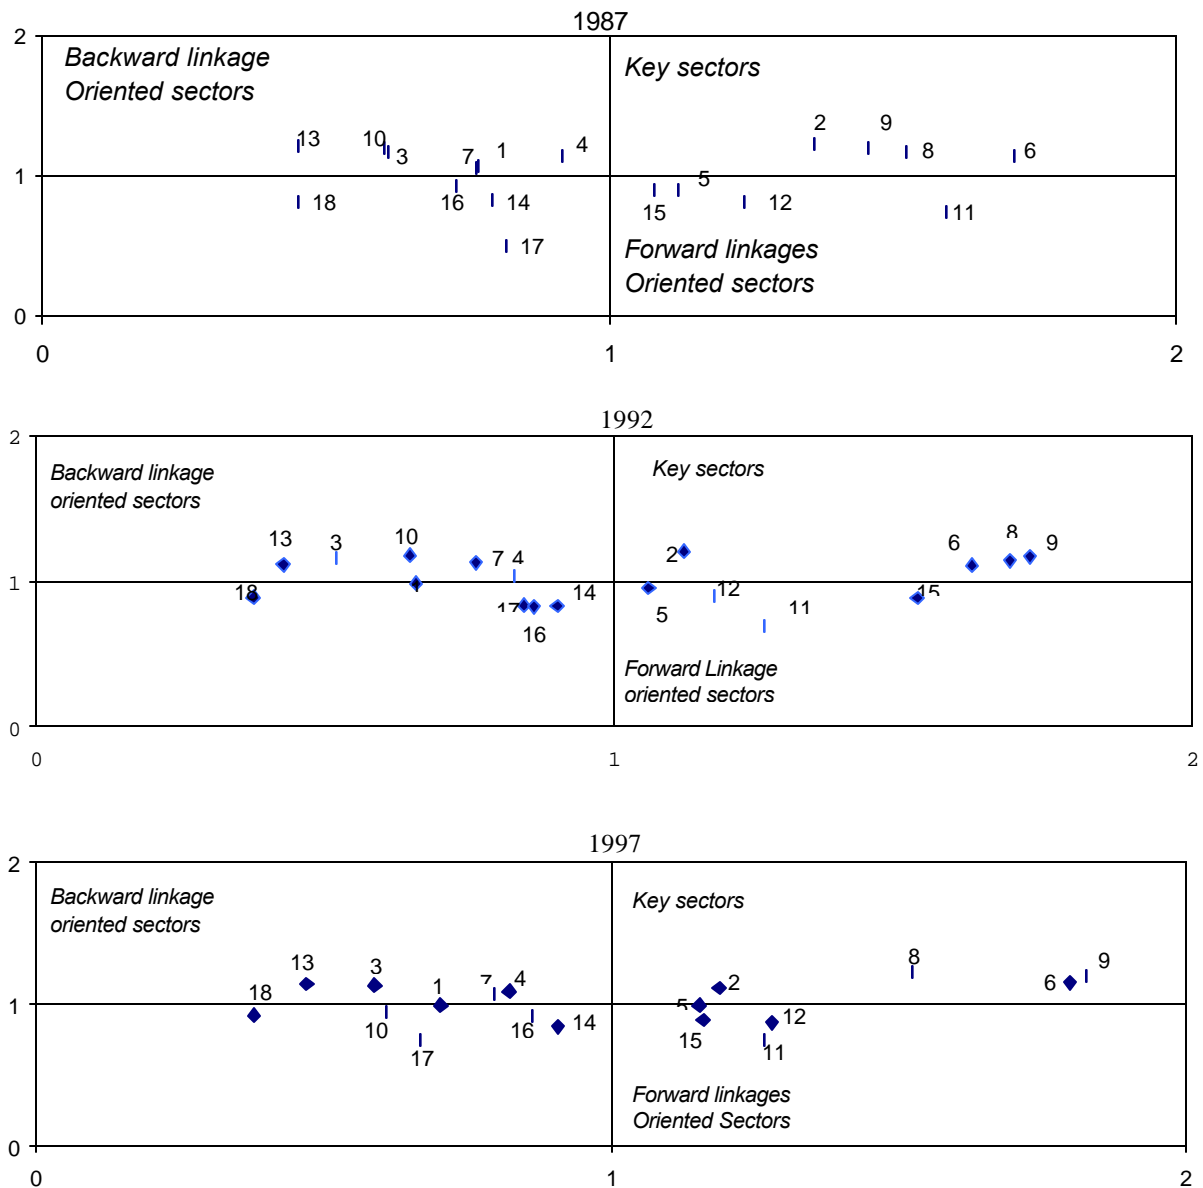 1987
2
Backward linkage
Oriented sectors
Key sectors
13 10 3 7 1 4 2 9 8 6
1
18 16 14 17 15 5 12 11
Forward linkages
Oriented sectors
0
0 1 2
1992
2
Backward linkage
oriented sectors
Key sectors
13 3 10 7 4 2 6 8 9
1
18 1 17 16 14 5 12 11 15
Forward Linkage
oriented sectors
0
0 1 2
1997
2
Backward linkage
oriented sectors
Key sectors
18 13 3 1 7 4 5 2 8 6 9
1
10 17 16 14 15 11 12
Forward linkages
Oriented Sectors
0
0 1 2